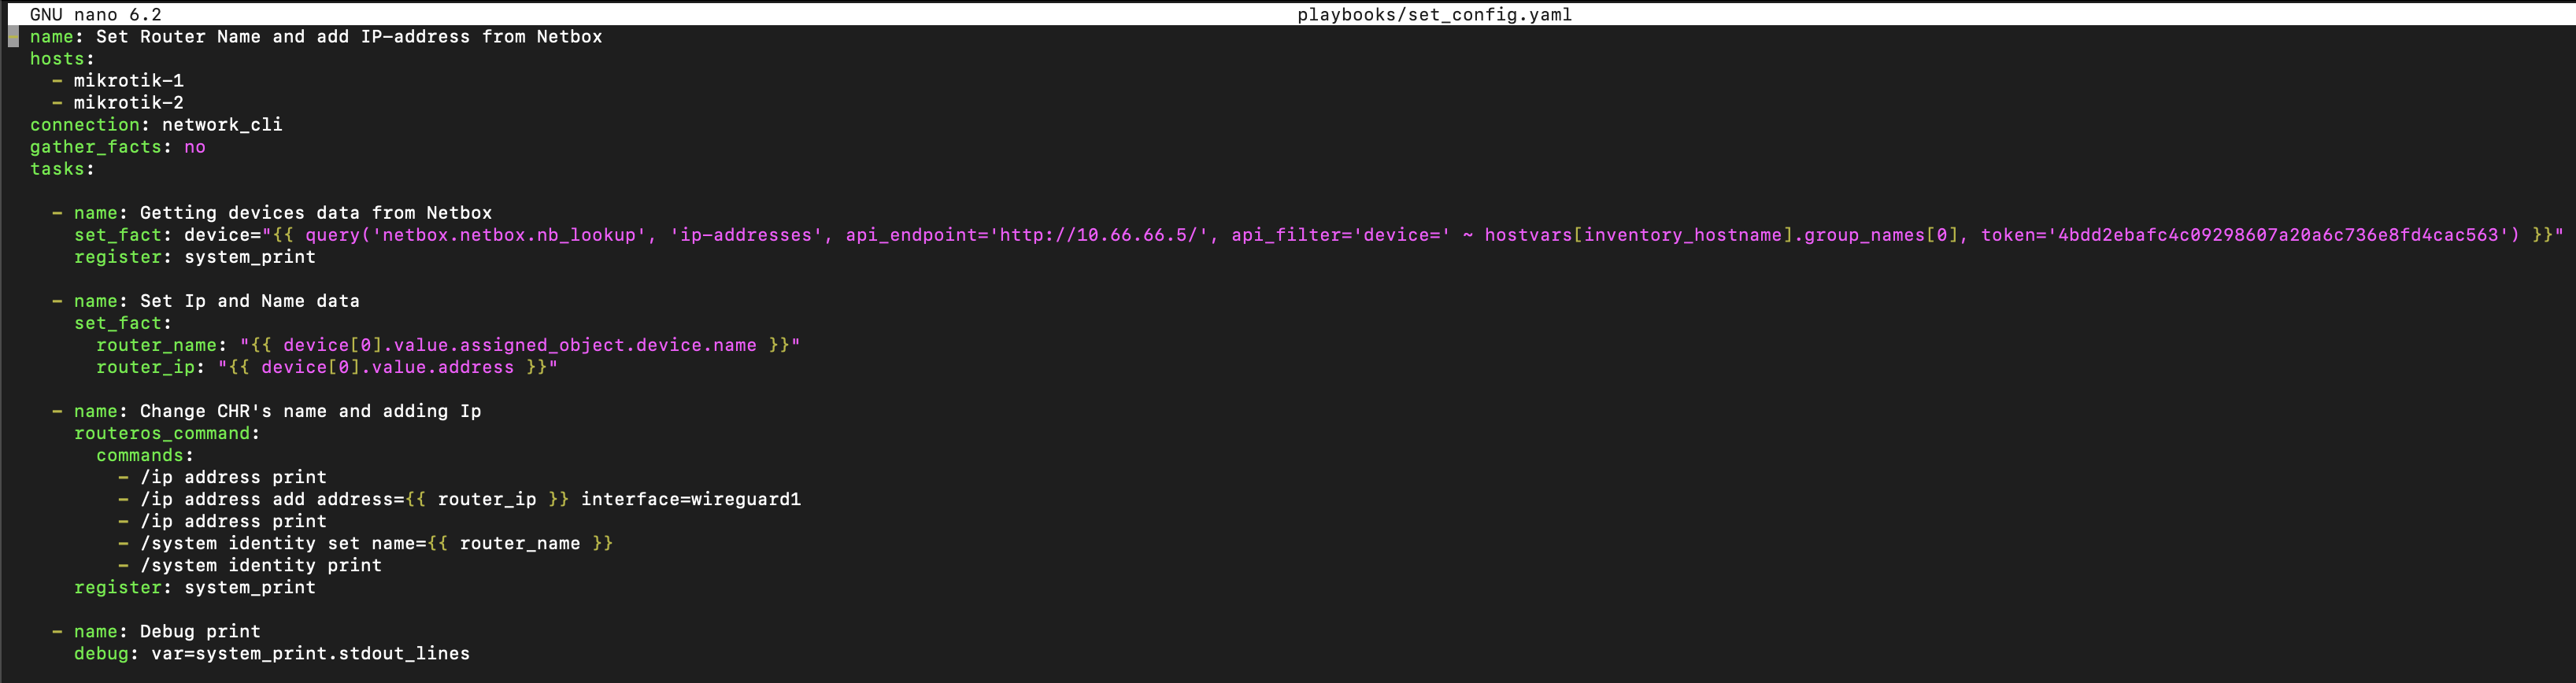 GNU nano 6.2 playbooks/set_config.yaml
- name: Set Router Name and add IP-address from Netbox
  hosts:
    - mikrotik-1
    - mikrotik-2
  connection: network_cli
  gather_facts: no
  tasks:

    - name: Getting devices data from Netbox
      set_fact: device="{{ query('netbox.netbox.nb_lookup', 'ip-addresses', api_endpoint='http://10.66.66.5/', api_filter='device=' ~ hostvars[inventory_hostname].group_names[0], token='4bdd2ebafc4c09298607a20a6c736e8fd4cac563') }}"
      register: system_print

    - name: Set Ip and Name data
      set_fact:
        router_name: "{{ device[0].value.assigned_object.device.name }}"
        router_ip: "{{ device[0].value.address }}"

    - name: Change CHR's name and adding Ip
      routeros_command:
        commands:
          - /ip address print
          - /ip address add address={{ router_ip }} interface=wireguard1
          - /ip address print
          - /system identity set name={{ router_name }}
          - /system identity print
      register: system_print

    - name: Debug print
      debug: var=system_print.stdout_lines